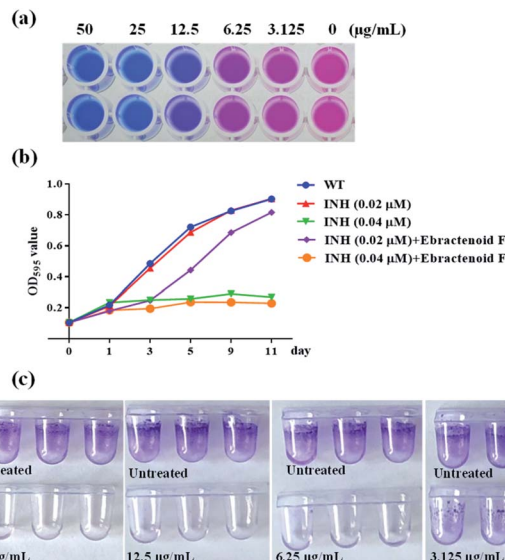 (a)
50 25 12.5 6.25 3.125 0 (μg/mL)
(b)
1.0
0.8
0.6
0.4
0.2
OD595 value
0 1 3 5 9 11 day
WT
INH (0.02 μM)
INH (0.04 μM)
INH (0.02 μM)+Ebractenoid F
INH (0.04 μM)+Ebractenoid F
(c)
eated Untreated Untreated Untreated
μg/mL 12.5 μg/mL 6.25 μg/mL 3.125 μg/mL